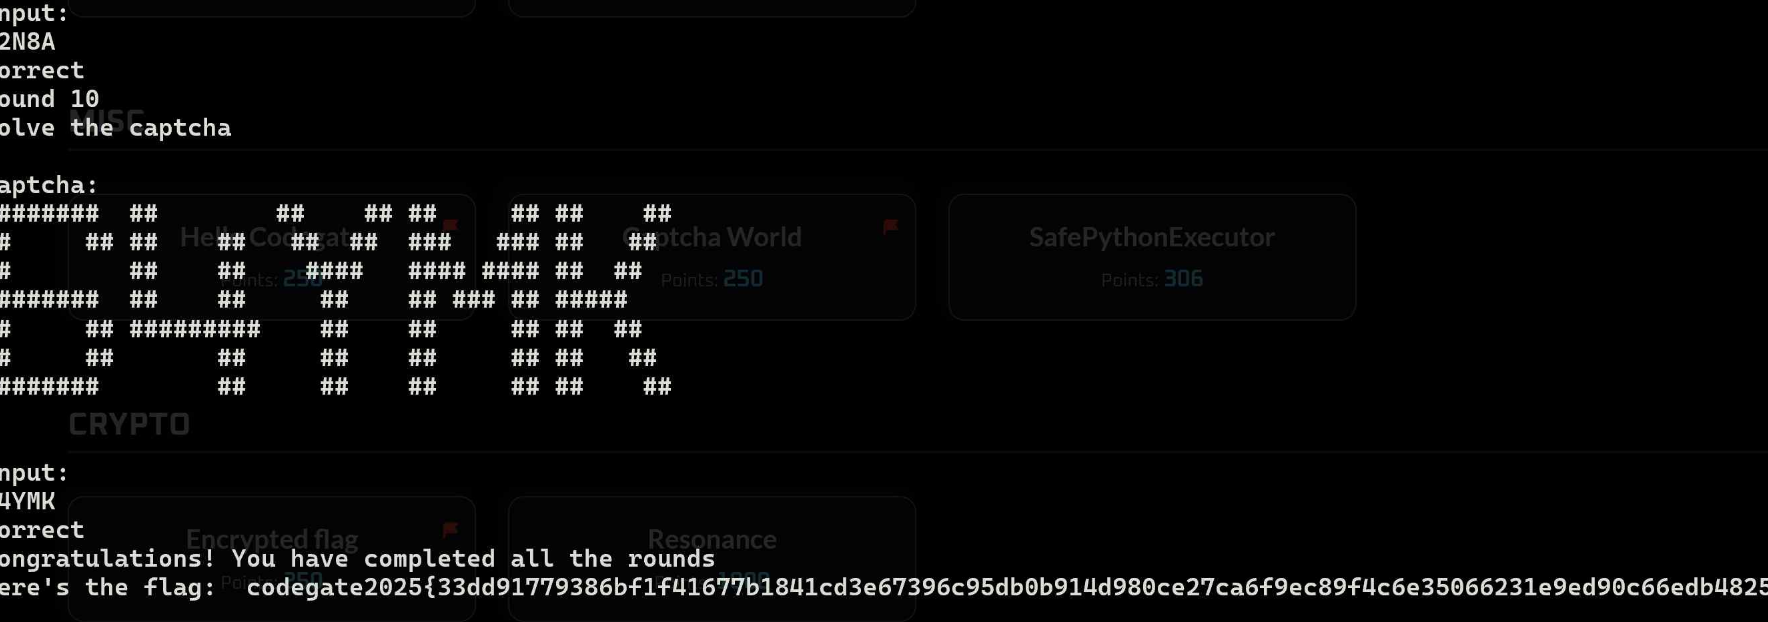 nput:
2N8A
orrect
ound 10
MISC
olve the captcha
aptcha:
#######  ##        ##    ## ##     ## ##    ##
#     ## ##    ##   ##  ##  ###   ### ##   ##
#        ##    ##    ####   #### #### ##  ##
#######  ##    ##     ##    ## ### ## #####
#     ## #########    ##    ##     ## ##  ##
#     ##       ##     ##    ##     ## ##   ##
#######        ##     ##    ##     ## ##    ##
Hello Codegate
Captcha World
SafePythonExecutor
Points: 250
Points: 250
Points: 306
CRYPTO
nput:
4YMK
orrect
Encrypted flag
Resonance
ongratulations! You have completed all the rounds
Points: 250
ere's the flag:  codegate2025{33dd91779386bf1f41677b1841cd3e67396c95db0b914d980ce27ca6f9ec89f4c6e35066231e9ed90c66edb4825